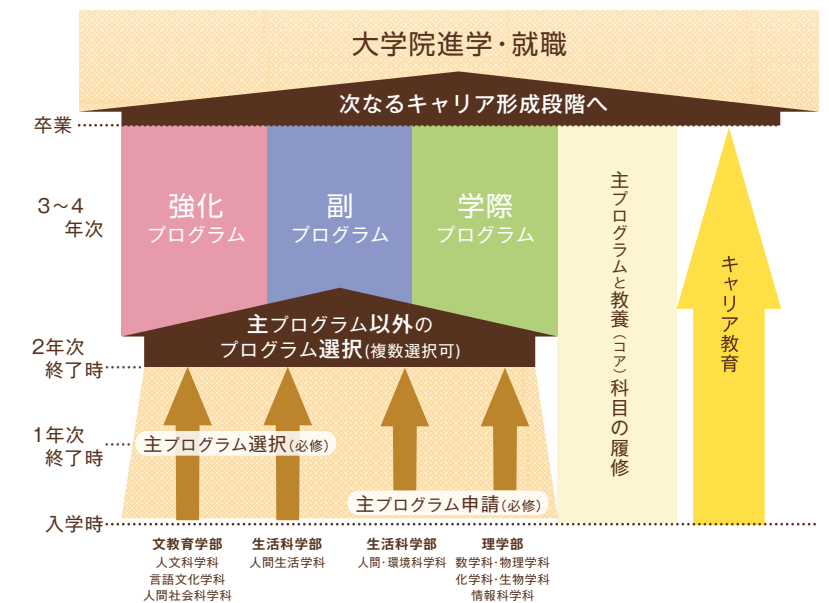 大学院進学・就職
次なるキャリア形成段階へ
卒業
3〜4
年次
強化
プログラム
副
プログラム
学際
プログラム
主プログラムと教養（コア）科目の履修
キャリア教育
主プログラム以外の
プログラム選択(複数選択可)
2年次
終了時
1年次
終了時
主プログラム選択(必修)
主プログラム申請(必修)
入学時
文教育学部
人文科学科
言語文化学科
人間社会科学科
生活科学部
人間生活学科
生活科学部
人間・環境科学科
理学部
数学科・物理学科
化学科・生物学科
情報科学科